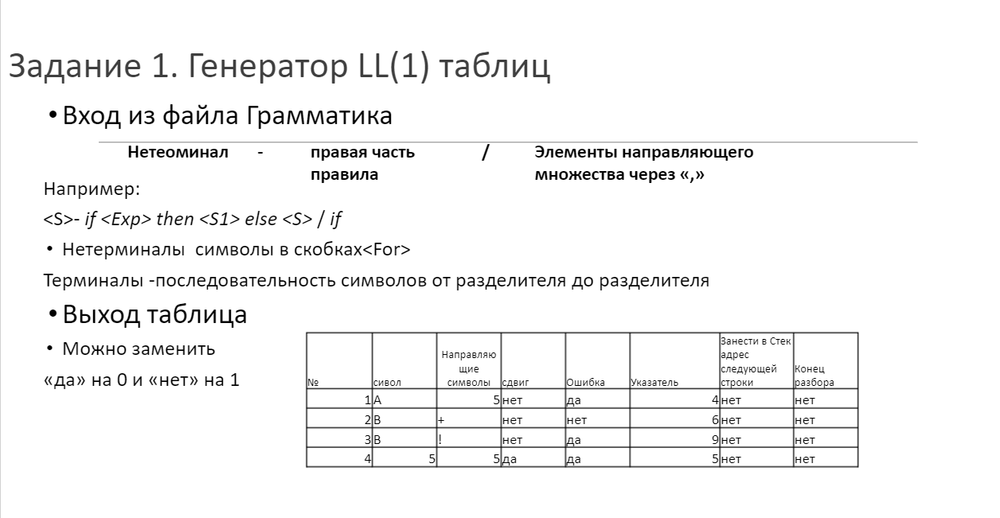 Задание 1. Генератор LL(1) таблиц
• Вход из файла Грамматика
Нетеоминал - правая часть / Элементы направляющего
правила множества через «,»
Например:
<S>- if <Exp> then <S1> else <S> / if
• Нетерминалы символы в скобках<For>
Терминалы -последовательность символов от разделителя до разделителя
• Выход таблица
• Можно заменить
«да» на 0 и «нет» на 1
№ сивол Направляю
щие
символы сдвиг Ошибка Указатель Занести в Стек
адрес
следующей
строки Конец
разбора
1 A 5 нет да 4 нет нет
2 B + нет нет 6 нет нет
3 B ! нет да 9 нет нет
4 5 5 да да 5 нет нет